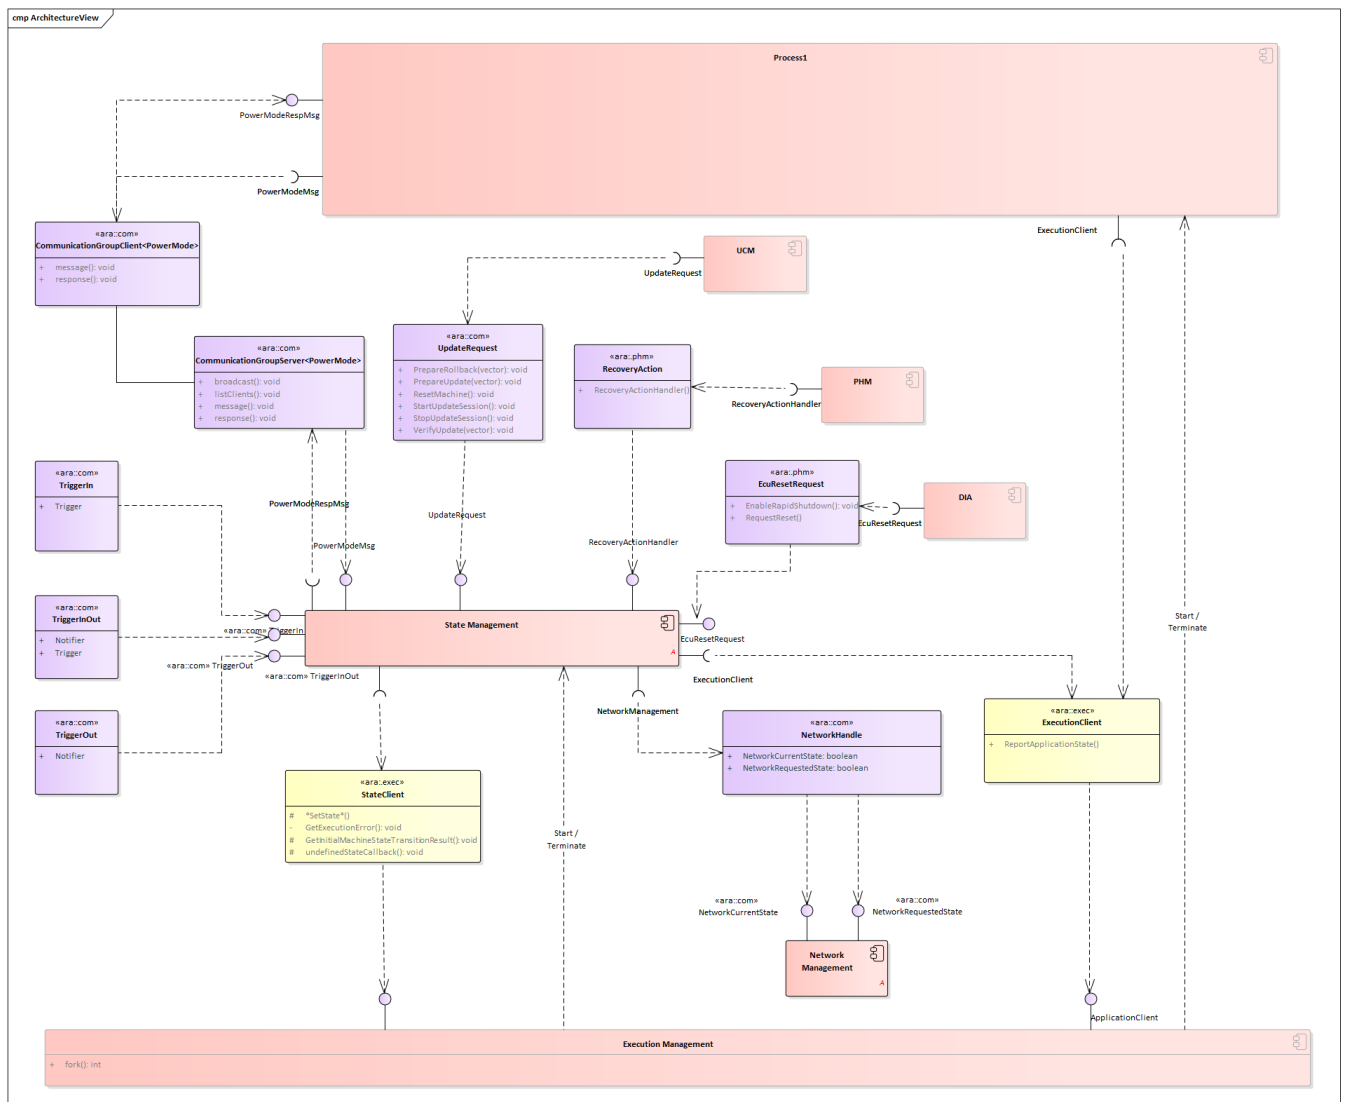 cmp ArchitectureView
Process1
PowerModeRespMsg
PowerModeMsg
ExecutionClient
«ara::com»
CommunicationGroupClient<PowerMode>
+ message(): void
+ response(): void
UCM
UpdateRequest
«ara::com»
CommunicationGroupServer<PowerMode>
+ broadcast(): void
+ listClients(): void
+ message(): void
+ response(): void
«ara::com»
UpdateRequest
+ PrepareRollback(vector): void
+ PrepareUpdate(vector): void
+ ResetMachine(): void
+ StartUpdateSession(): void
+ StopUpdateSession(): void
+ VerifyUpdate(vector): void
«ara::phm»
RecoveryAction
+ RecoveryActionHandler()
PHM
RecoveryActionHandler
«ara::com»
TriggerIn
+ Trigger
«ara::phm»
EcuResetRequest
+ EnableRapidShutdown(): void
+ RequestReset()
DIA
EcuResetRequest
PowerModeRespMsg
UpdateRequest
PowerModeMsg
RecoveryActionHandler
«ara::com»
TriggerInOut
+ Notifier
+ Trigger
«ara::com» TriggerIn
State Management
A
EcuResetRequest
Start /
Terminate
«ara::com» TriggerOut
«ara::com» TriggerInOut
ExecutionClient
«ara::com»
TriggerOut
+ Notifier
NetworkManagement
«ara::com»
NetworkHandle
+ NetworkCurrentState: boolean
+ NetworkRequestedState: boolean
«ara::exec»
ExecutionClient
+ ReportApplicationState()
«ara::exec»
StateClient
# *SetState*()
- GetExecutionError(): void
# GetInitialMachineStateTransitionResult(): void
# undefinedStateCallback(): void
Start /
Terminate
«ara::com»
NetworkCurrentState
«ara::com»
NetworkRequestedState
Network
Management
A
ApplicationClient
Execution Management
+ fork(): int